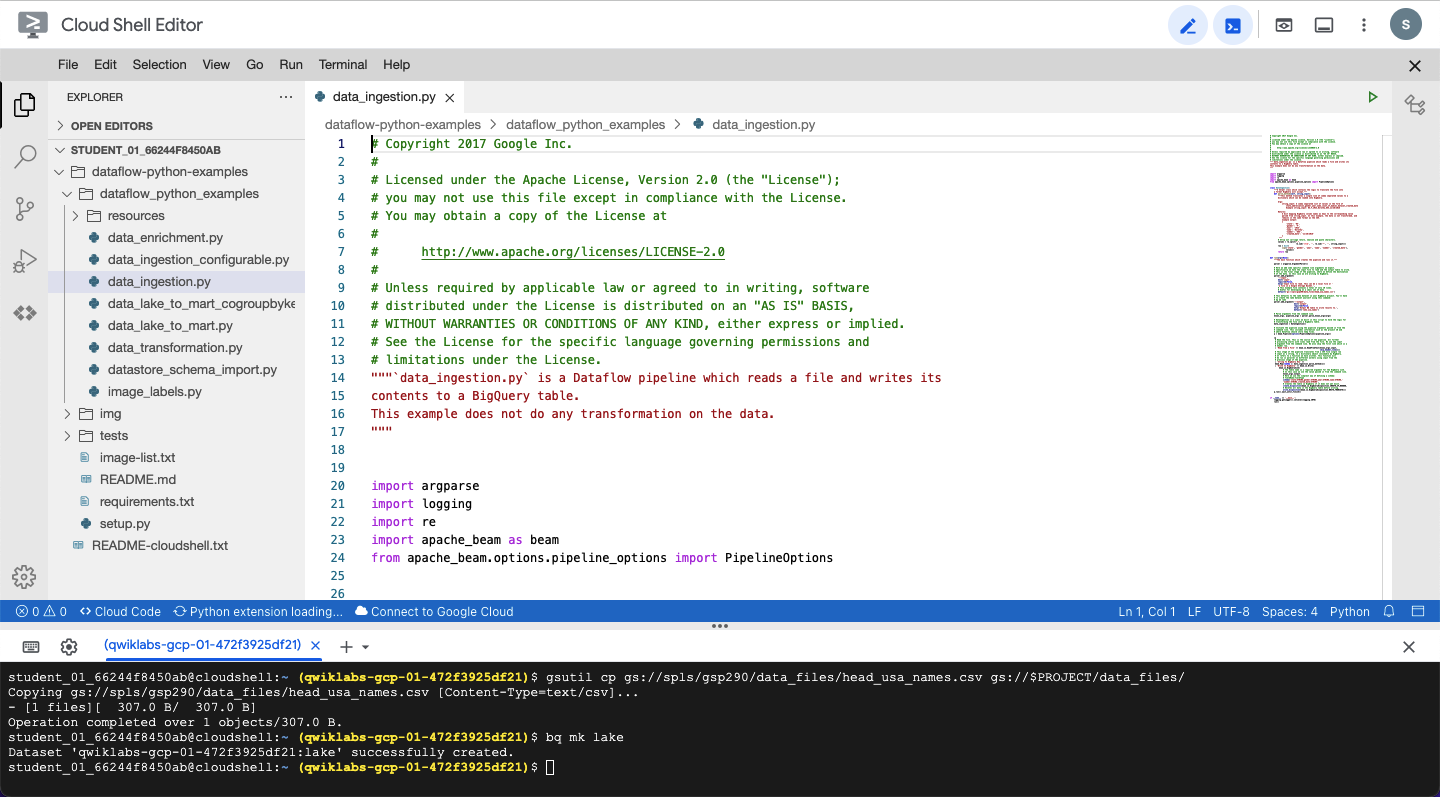 Cloud Shell Editor
S
File Edit Selection View Go Run Terminal Help
EXPLORER
OPEN EDITORS
STUDENT_01_66244F8450AB
dataflow-python-examples
dataflow_python_examples
resources
data_enrichment.py
data_ingestion_configurable.py
data_ingestion.py
data_lake_to_mart_cogroupbyke
data_lake_to_mart.py
data_transformation.py
datastore_schema_import.py
image_labels.py
img
tests
image-list.txt
README.md
requirements.txt
setup.py
README-cloudshell.txt
data_ingestion.py
dataflow-python-examples > dataflow_python_examples > data_ingestion.py
1 # Copyright 2017 Google Inc.
2 #
3 # Licensed under the Apache License, Version 2.0 (the "License");
4 # you may not use this file except in compliance with the License.
5 # You may obtain a copy of the License at
6 #
7 #      http://www.apache.org/licenses/LICENSE-2.0
8 #
9 # Unless required by applicable law or agreed to in writing, software
10 # distributed under the License is distributed on an "AS IS" BASIS,
11 # WITHOUT WARRANTIES OR CONDITIONS OF ANY KIND, either express or implied.
12 # See the License for the specific language governing permissions and
13 # limitations under the License.
14 """`data_ingestion.py` is a Dataflow pipeline which reads a file and writes its
15 contents to a BigQuery table.
16 This example does not do any transformation on the data.
17 """
18
19
20 import argparse
21 import logging
22 import re
23 import apache_beam as beam
24 from apache_beam.options.pipeline_options import PipelineOptions
25
26
0 0 Cloud Code Python extension loading... Connect to Google Cloud Ln 1, Col 1 LF UTF-8 Spaces: 4 Python
(qwiklabs-gcp-01-472f3925df21)
student_01_66244f8450ab@cloudshell:~ (qwiklabs-gcp-01-472f3925df21)$ gsutil cp gs://spls/gsp290/data_files/head_usa_names.csv gs://$PROJECT/data_files/
Copying gs://spls/gsp290/data_files/head_usa_names.csv [Content-Type=text/csv]...
- [1 files][  307.0 B/  307.0 B]
Operation completed over 1 objects/307.0 B.
student_01_66244f8450ab@cloudshell:~ (qwiklabs-gcp-01-472f3925df21)$ bq mk lake
Dataset 'qwiklabs-gcp-01-472f3925df21:lake' successfully created.
student_01_66244f8450ab@cloudshell:~ (qwiklabs-gcp-01-472f3925df21)$